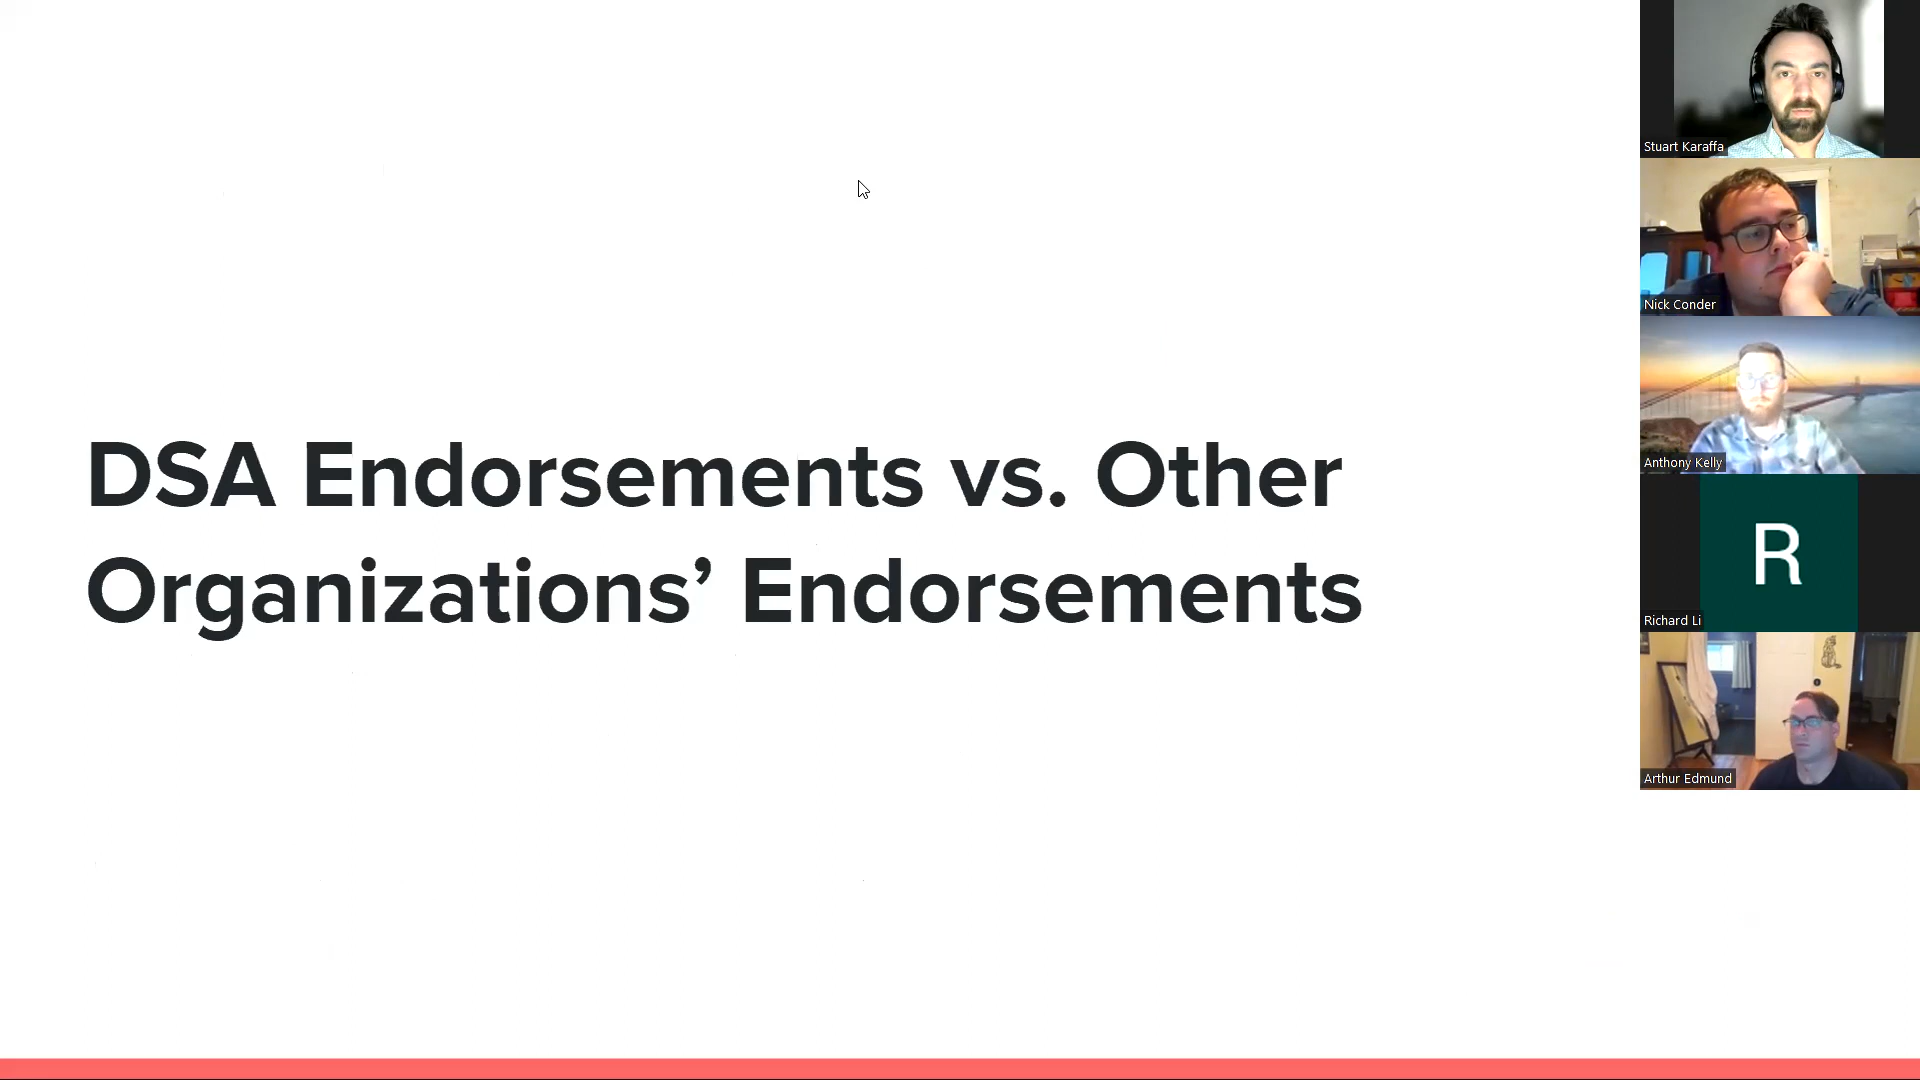 DSA Endorsements vs. Other
Organizations’ Endorsements
Stuart Karaffa
Nick Conder
Anthony Kelly
R
Richard Li
Arthur Edmund